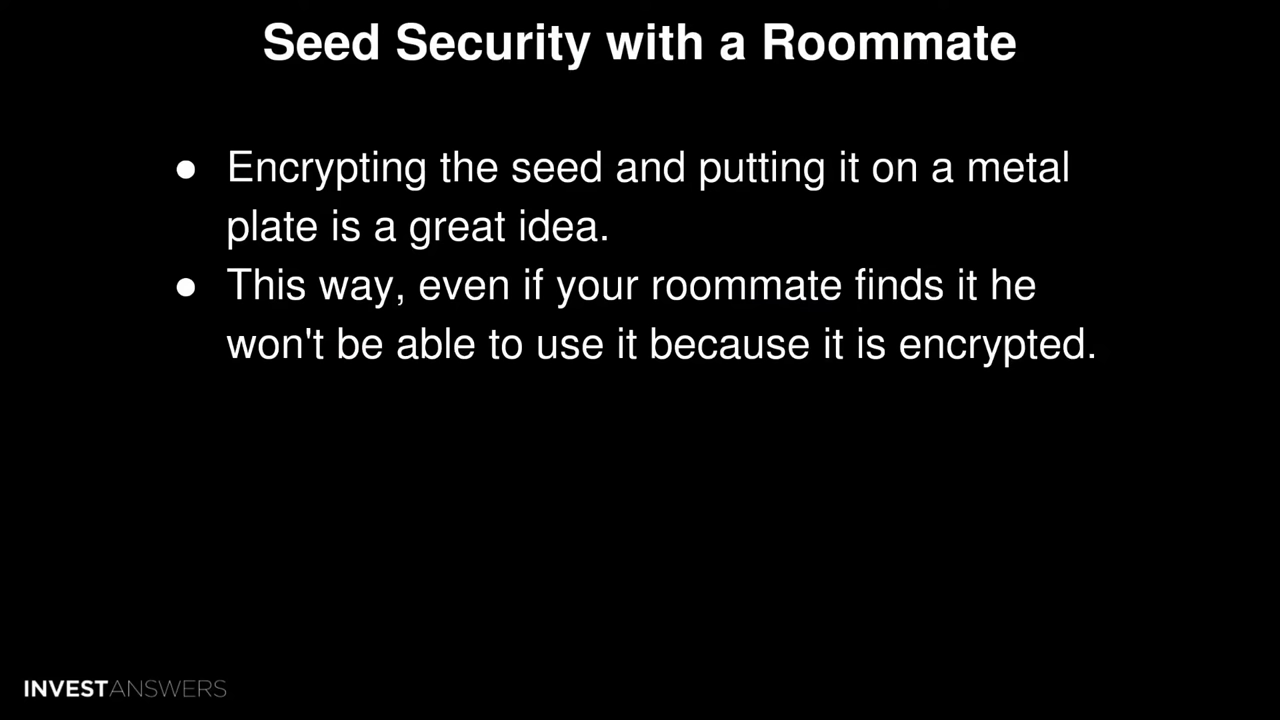 Seed Security with a Roommate
● Encrypting the seed and putting it on a metal
plate is a great idea.
● This way, even if your roommate finds it he
won't be able to use it because it is encrypted.
INVESTANSWERS